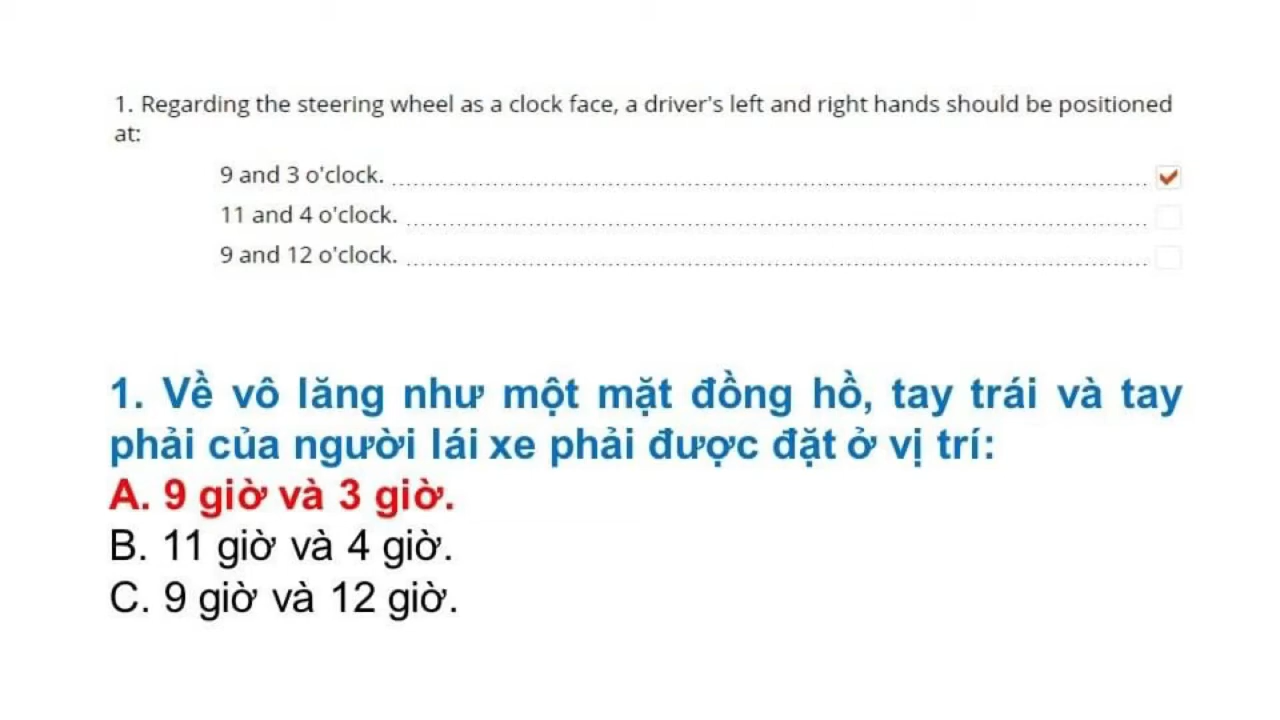 1. Regarding the steering wheel as a clock face, a driver's left and right hands should be positioned
at:
9 and 3 o'clock.
11 and 4 o'clock.
9 and 12 o'clock.
1. Về vô lăng như một mặt đồng hồ, tay trái và tay
phải của người lái xe phải được đặt ở vị trí:
A. 9 giờ và 3 giờ.
B. 11 giờ và 4 giờ.
C. 9 giờ và 12 giờ.